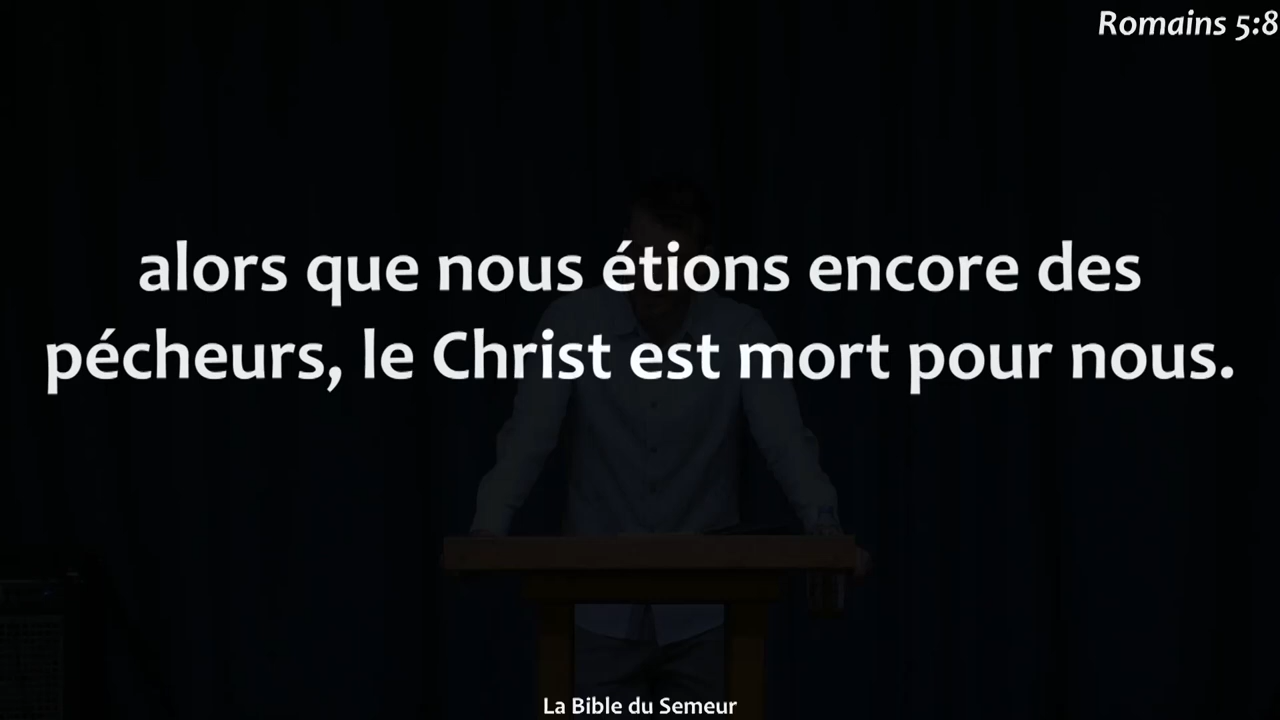 Romains 5:8
alors que nous étions encore des
pécheurs, le Christ est mort pour nous.
La Bible du Semeur